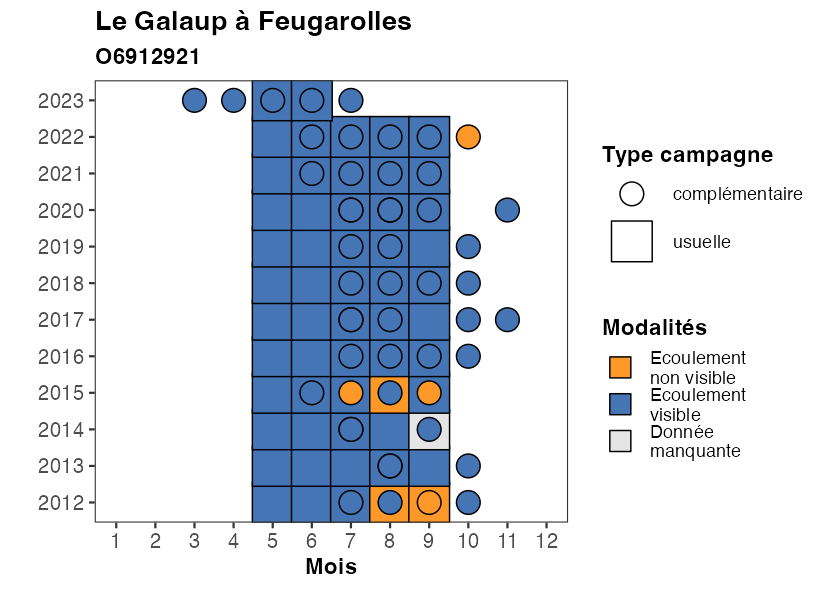 Le Galaup à Feugarolles
O6912921
2023
2022
2021
2020
2019
2018
2017
2016
2015
2014
2013
2012
1 2 3 4 5 6 7 8 9 10 11 12
Mois
Type campagne
complémentaire
usuelle
Modalités
Ecoulement
non visible
Ecoulement
visible
Donnée
manquante